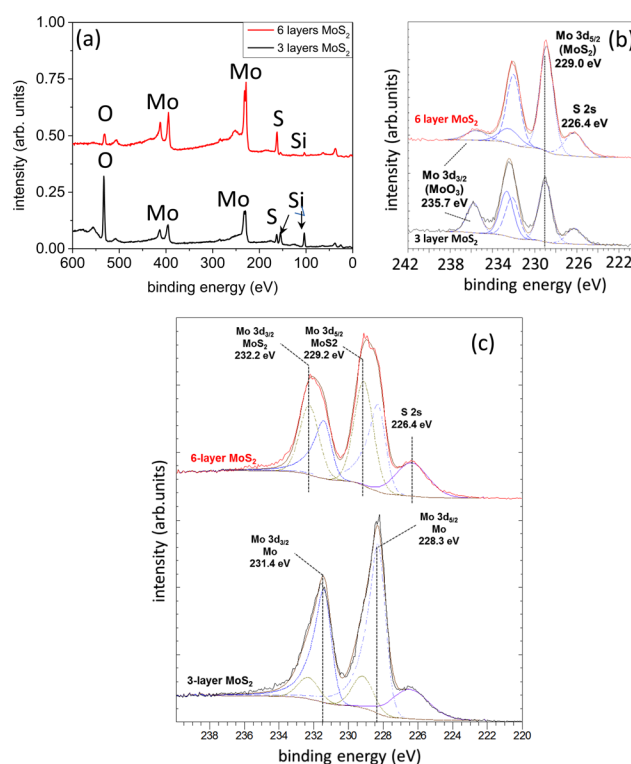 (a)
6 layers MoS2
3 layers MoS2
1.00
0.75
0.50
0.25
0.00
intensity (arb. units)
O
Mo
Mo
S
Si
O
Mo
Mo
S
Si
600 500 400 300 200 100 0
binding energy (eV)
(b)
Mo 3d5/2
(MoS2)
229.0 eV
S 2s
226.4 eV
6 layer MoS2
Mo 3d3/2
(MoO3)
235.7 eV
3 layer MoS2
intensity (arb. units)
242 238 234 230 226 221
binding energy (eV)
(c)
Mo 3d3/2
MoS2
232.2 eV
Mo 3d5/2
MoS2
229.2 eV
S 2s
226.4 eV
6-layer MoS2
Mo 3d3/2
Mo
231.4 eV
Mo 3d5/2
Mo
228.3 eV
3-layer MoS2
intensity (arb.units)
238 236 234 232 230 228 226 224 222 220
binding energy (eV)